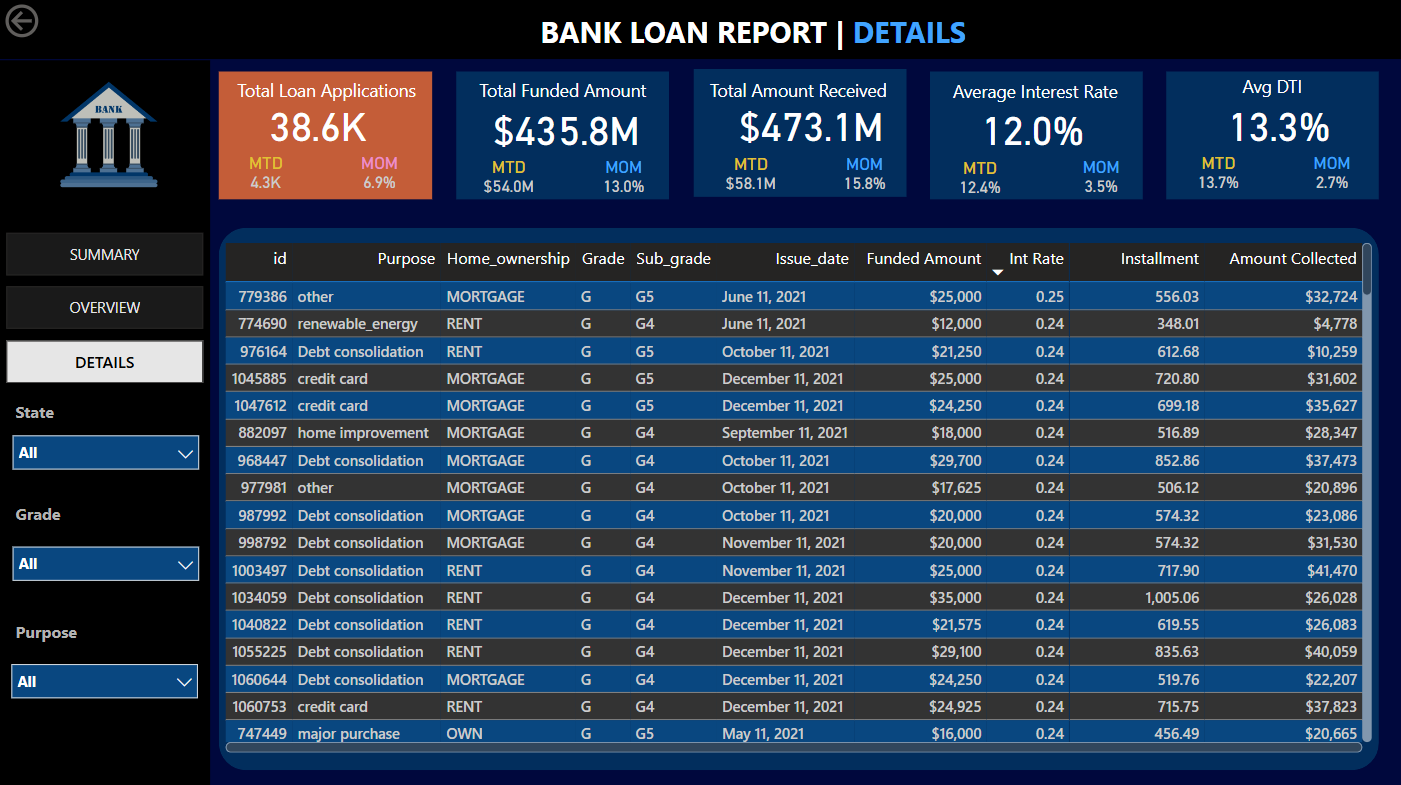 BANK LOAN REPORT | DETAILS
BANK
Total Loan Applications
38.6K
MTD MOM
4.3K 6.9%
Total Funded Amount
$435.8M
MTD MOM
$54.0M 13.0%
Total Amount Received
$473.1M
MTD MOM
$58.1M 15.8%
Average Interest Rate
12.0%
MTD MOM
12.4% 3.5%
Avg DTI
13.3%
MTD MOM
13.7% 2.7%
SUMMARY
OVERVIEW
DETAILS
State
All
Grade
All
Purpose
All
id Purpose Home_ownership Grade Sub_grade Issue_date Funded Amount Int Rate Installment Amount Collected
779386 other MORTGAGE G G5 June 11, 2021 $25,000 0.25 556.03 $32,724
774690 renewable_energy RENT G G4 June 11, 2021 $12,000 0.24 348.01 $4,778
976164 Debt consolidation RENT G G5 October 11, 2021 $21,250 0.24 612.68 $10,259
1045885 credit card MORTGAGE G G5 December 11, 2021 $25,000 0.24 720.80 $31,602
1047612 credit card MORTGAGE G G5 December 11, 2021 $24,250 0.24 699.18 $35,627
882097 home improvement MORTGAGE G G4 September 11, 2021 $18,000 0.24 516.89 $28,347
968447 Debt consolidation MORTGAGE G G4 October 11, 2021 $29,700 0.24 852.86 $37,473
977981 other MORTGAGE G G4 October 11, 2021 $17,625 0.24 506.12 $20,896
987992 Debt consolidation MORTGAGE G G4 October 11, 2021 $20,000 0.24 574.32 $23,086
998792 Debt consolidation MORTGAGE G G4 November 11, 2021 $20,000 0.24 574.32 $31,530
1003497 Debt consolidation RENT G G4 November 11, 2021 $25,000 0.24 717.90 $41,470
1034059 Debt consolidation RENT G G4 December 11, 2021 $35,000 0.24 1,005.06 $26,028
1040822 Debt consolidation RENT G G4 December 11, 2021 $21,575 0.24 619.55 $26,083
1055225 Debt consolidation RENT G G4 December 11, 2021 $29,100 0.24 835.63 $40,059
1060644 Debt consolidation MORTGAGE G G4 December 11, 2021 $24,250 0.24 519.76 $22,207
1060753 credit card RENT G G4 December 11, 2021 $24,925 0.24 715.75 $37,823
747449 major purchase OWN G G5 May 11, 2021 $16,000 0.24 456.49 $20,665